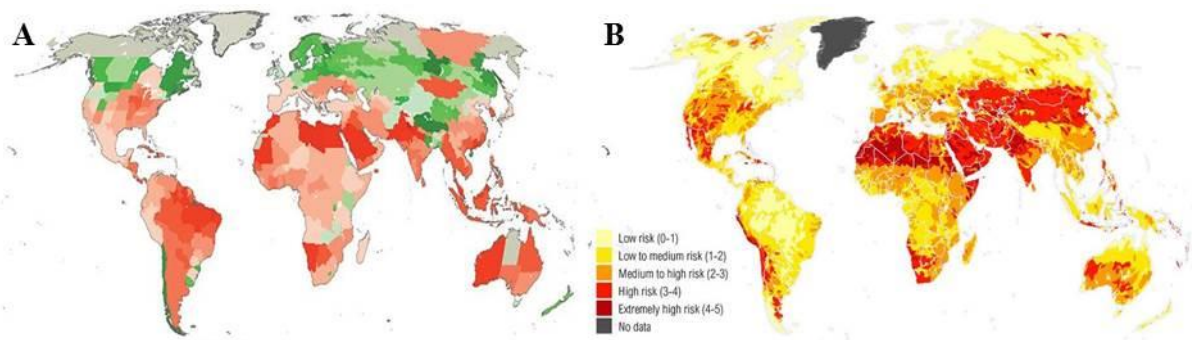 A
B
Low risk (0-1)
Low to medium risk (1-2)
Medium to high risk (2-3)
High risk (3-4)
Extremely high risk (4-5)
No data